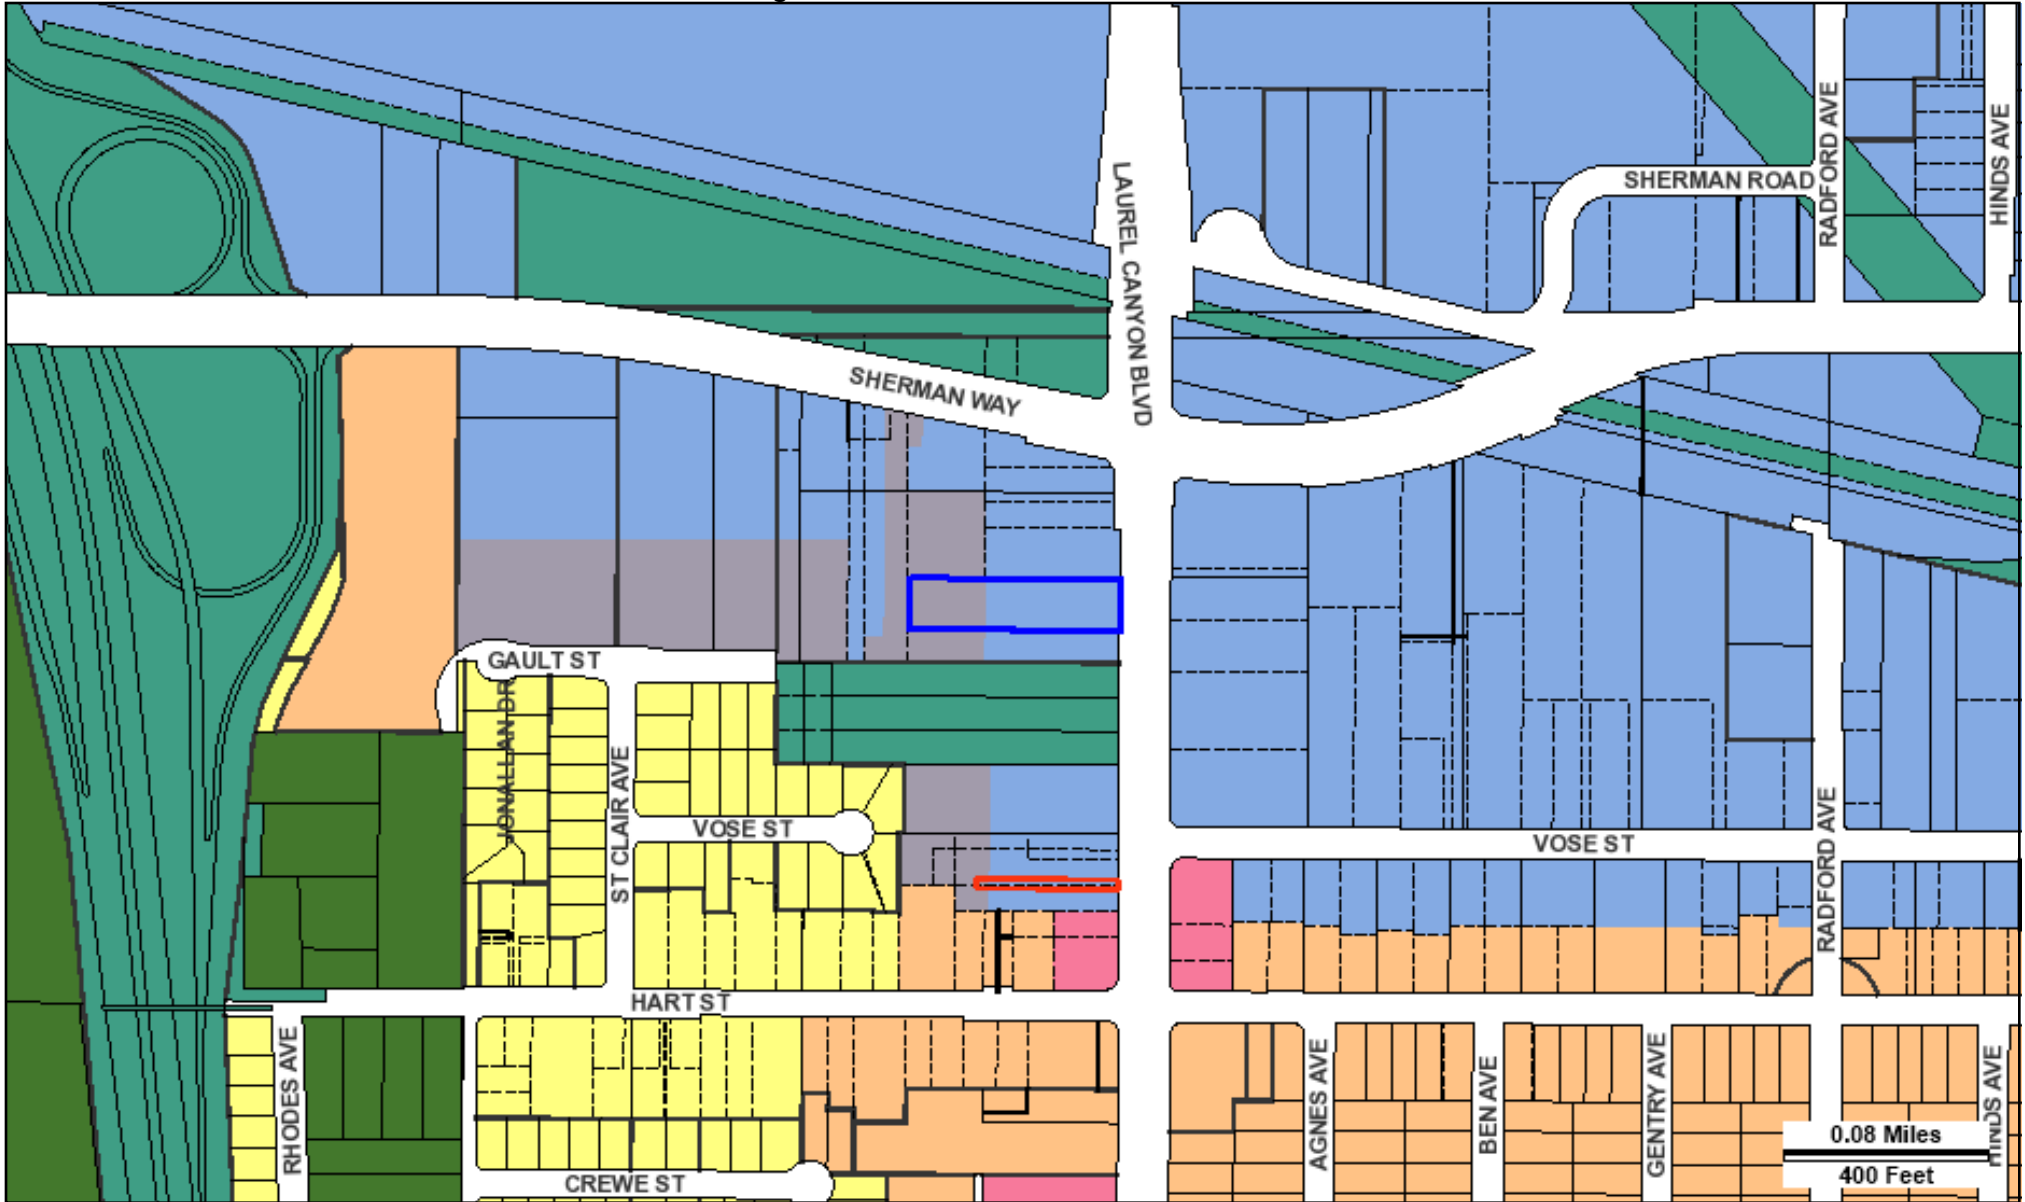 RADFORD AVE
HINDS AVE
SHERMAN ROAD
LAUREL CANYON BLVD
SHERMAN WAY
GAULT ST
JONALLAN DR
ST CLAIR AVE
VOSE ST
VOSE ST
RADFORD AVE
HART ST
RHODES AVE
AGNES AVE
BEN AVE
GENTRY AVE
HINDS AVE
0.08 Miles
400 Feet
CREWE ST